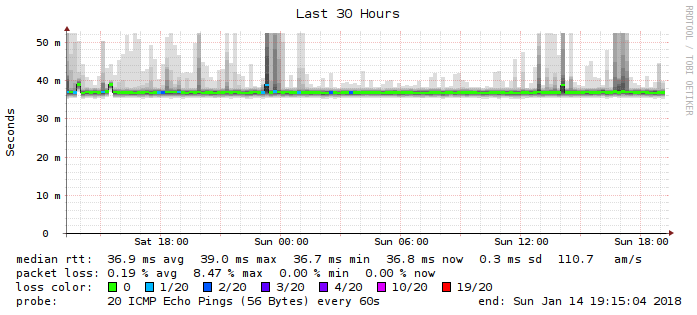 Last 30 Hours
RRDTOOL / TOBI OETIKER
Seconds
50 m
40 m
30 m
20 m
10 m
0
Sat 18:00 Sun 00:00 Sun 06:00 Sun 12:00 Sun 18:00
median rtt: 36.9 ms avg 39.0 ms max 36.7 ms min 36.8 ms now 0.3 ms sd 110.7 am/s
packet loss: 0.19 % avg 8.47 % max 0.00 % min 0.00 % now
loss color: 0 1/20 2/20 3/20 4/20 10/20 19/20
probe: 20 ICMP Echo Pings (56 Bytes) every 60s end: Sun Jan 14 19:15:04 2018